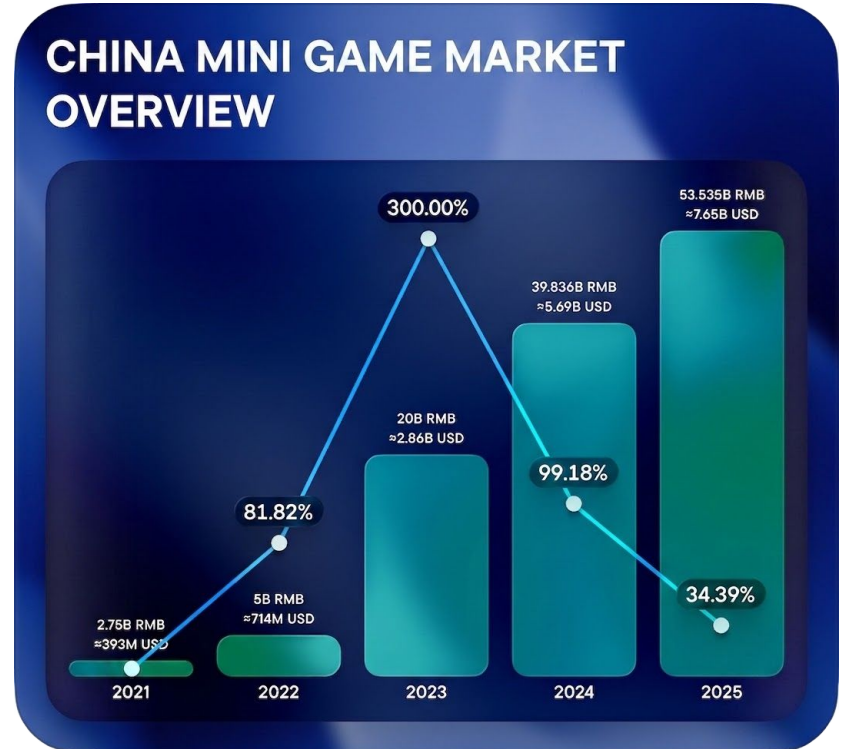 CHINA MINI GAME MARKET
OVERVIEW
300.00%
53.535B RMB
≈7.65B USD
39.836B RMB
≈5.69B USD
20B RMB
≈2.86B USD
99.18%
81.82%
5B RMB
≈714M USD
34.39%
2.75B RMB
≈393M USD
2021
2022
2023
2024
2025